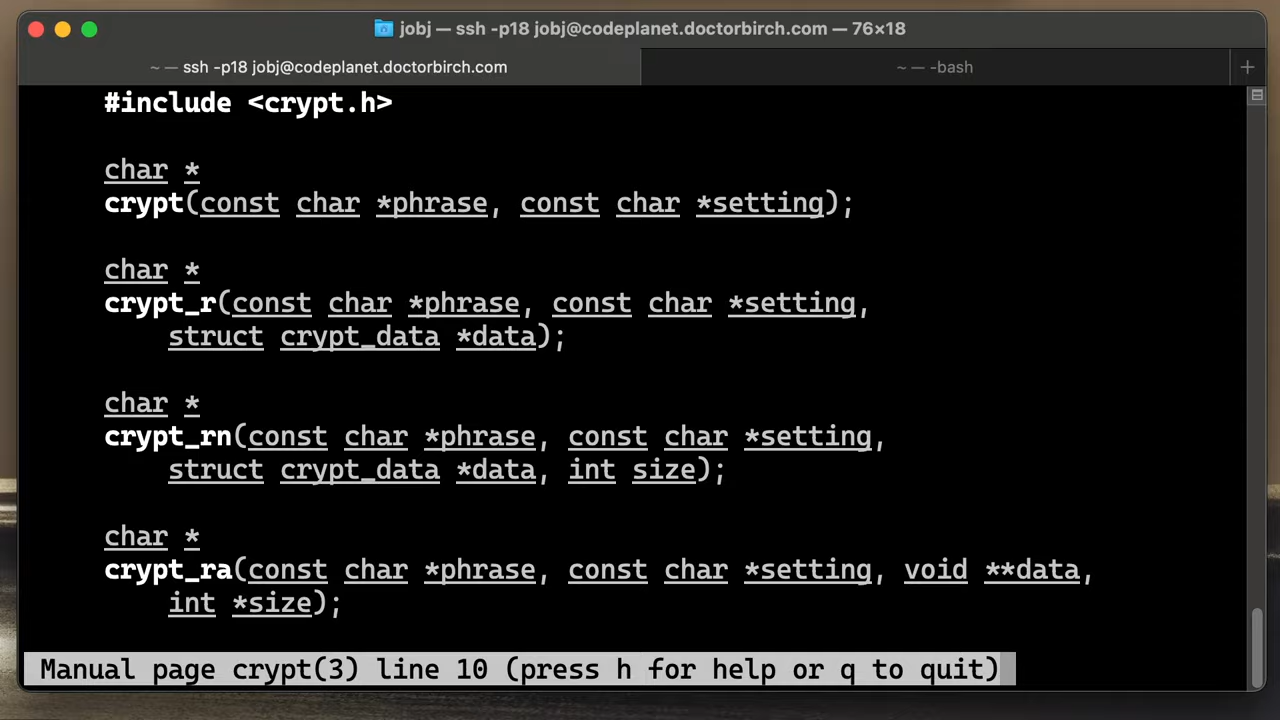 jobj — ssh -p18 jobj@codeplanet.doctorbirch.com — 76×18
~ — ssh -p18 jobj@codeplanet.doctorbirch.com
~ — -bash
+
#include <crypt.h>
char *
crypt(const char *phrase, const char *setting);
char *
crypt_r(const char *phrase, const char *setting,
struct crypt_data *data);
char *
crypt_rn(const char *phrase, const char *setting,
struct crypt_data *data, int size);
char *
crypt_ra(const char *phrase, const char *setting, void **data,
int *size);
Manual page crypt(3) line 10 (press h for help or q to quit)